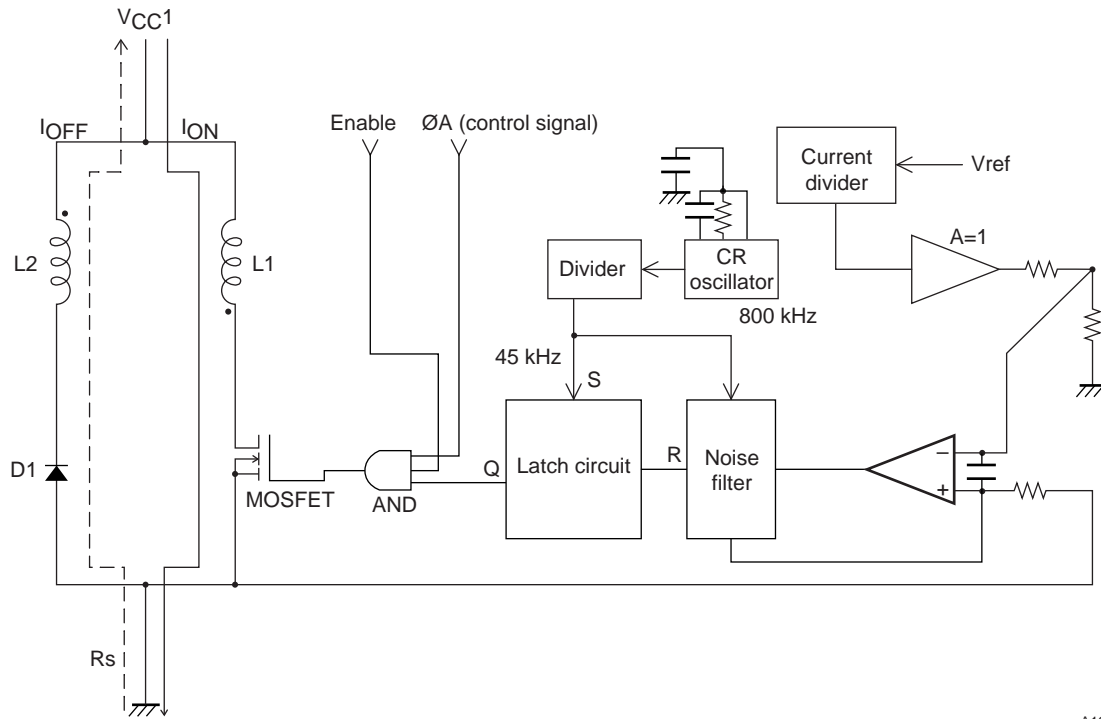 VCC1
IOFF
ION
Enable
ØA (control signal)
Current
divider
Vref
A=1
L2
L1
Divider
CR
oscillator
800 kHz
45 kHz
S
D1
MOSFET
AND
Q
Latch circuit
R
Noise
filter
−
+
Rs